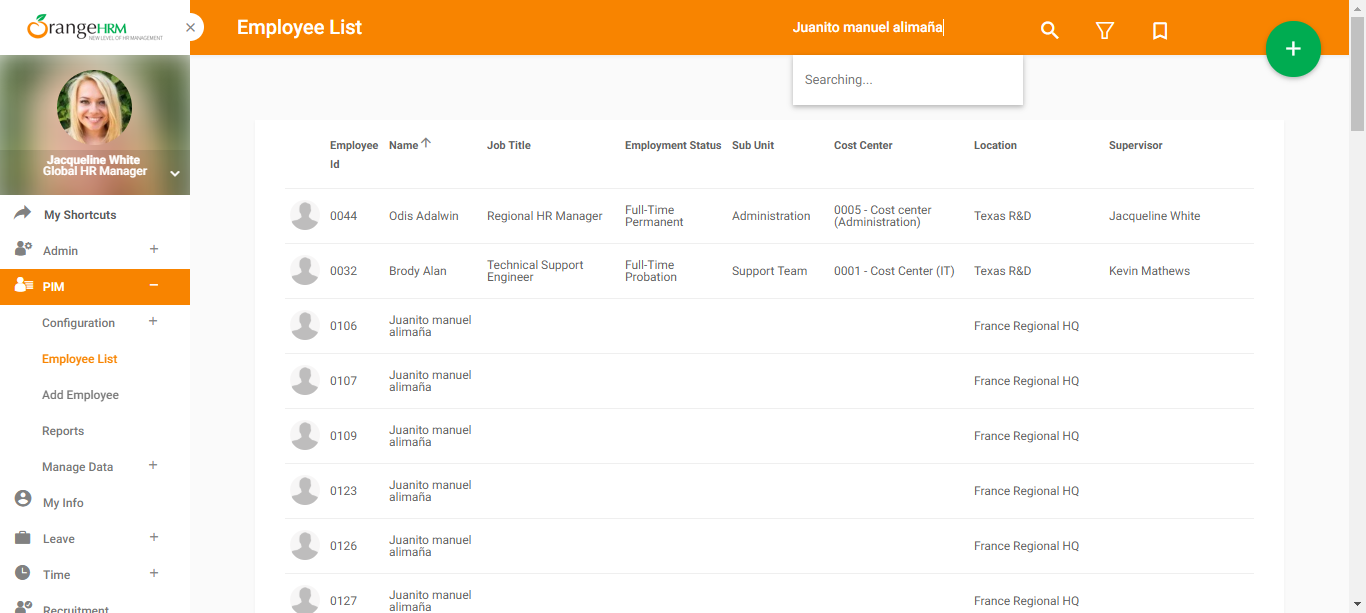 OrangeHRM
NEW LEVEL OF HR MANAGEMENT
Employee List
Juanito manuel alimaña
Searching...
Jacqueline White
Global HR Manager
My Shortcuts
Admin
PIM
Configuration
Employee List
Add Employee
Reports
Manage Data
My Info
Leave
Time
Recruitment
Employee Id Name Job Title Employment Status Sub Unit Cost Center Location Supervisor
0044 Odis Adalwin Regional HR Manager Full-Time Permanent Administration 0005 - Cost center (Administration) Texas R&D Jacqueline White
0032 Brody Alan Technical Support Engineer Full-Time Probation Support Team 0001 - Cost Center (IT) Texas R&D Kevin Mathews
0106 Juanito manuel alimaña France Regional HQ
0107 Juanito manuel alimaña France Regional HQ
0109 Juanito manuel alimaña France Regional HQ
0123 Juanito manuel alimaña France Regional HQ
0126 Juanito manuel alimaña France Regional HQ
0127 Juanito manuel alimaña France Regional HQ